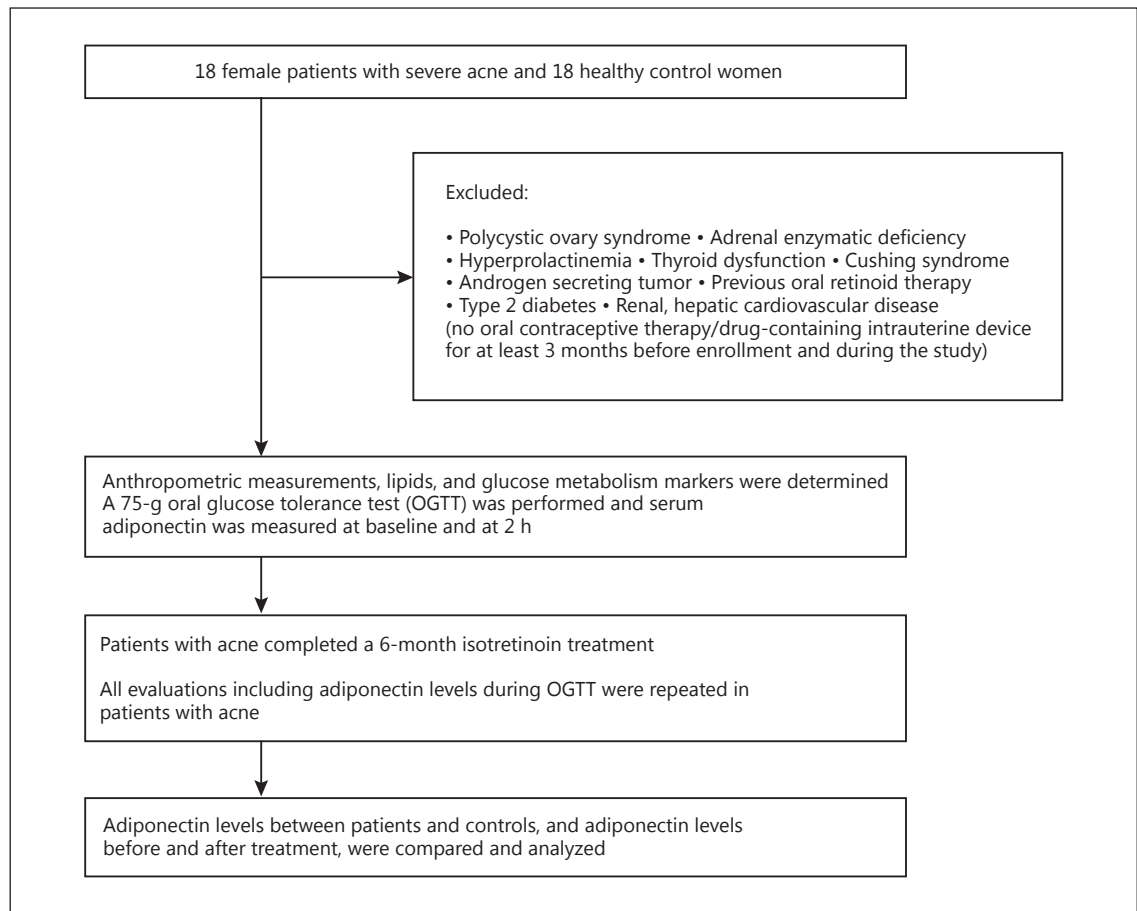 18 female patients with severe acne and 18 healthy control women
Excluded:
• Polycystic ovary syndrome • Adrenal enzymatic deficiency
• Hyperprolactinemia • Thyroid dysfunction • Cushing syndrome
• Androgen secreting tumor • Previous oral retinoid therapy
• Type 2 diabetes • Renal, hepatic cardiovascular disease
(no oral contraceptive therapy/drug-containing intrauterine device
for at least 3 months before enrollment and during the study)
Anthropometric measurements, lipids, and glucose metabolism markers were determined
A 75-g oral glucose tolerance test (OGTT) was performed and serum
adiponectin was measured at baseline and at 2 h
Patients with acne completed a 6-month isotretinoin treatment
All evaluations including adiponectin levels during OGTT were repeated in
patients with acne
Adiponectin levels between patients and controls, and adiponectin levels
before and after treatment, were compared and analyzed